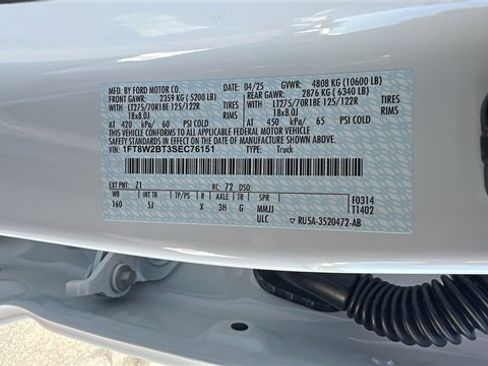 MFD. BY FORD MOTOR CO. 04/25 GVWR: 4808 KG (10600 LB)
FRONT GAWR: 2359 KG ( 5200 LB) REAR GAWR: 2876 KG ( 6340 LB)
LT275/70R18E 125/122R TIRES LT275/70R18E 125/122R TIRES
18x8.0J RIMS 18x8.0J RIMS
AT 420 kPa/ 60 PSI COLD AT 450 kPa/ 65 PSI COLD
THIS VEHICLE CONFORMS TO ALL APPLICABLE FEDERAL MOTOR VEHICLE
SAFETY STANDARDS IN EFFECT ON THE DATE OF MANUFACTURE SHOWN ABOVE.
VIN: 1FT8W2BT3SEC76151 TYPE: Truck
EXT PNT: Z1 RC: 72 DSO:
WB TP/PS R AXLE TR SPR F0314
160 5J X 3H G MMJJ T1402
ULC RU5A-3520472-AB